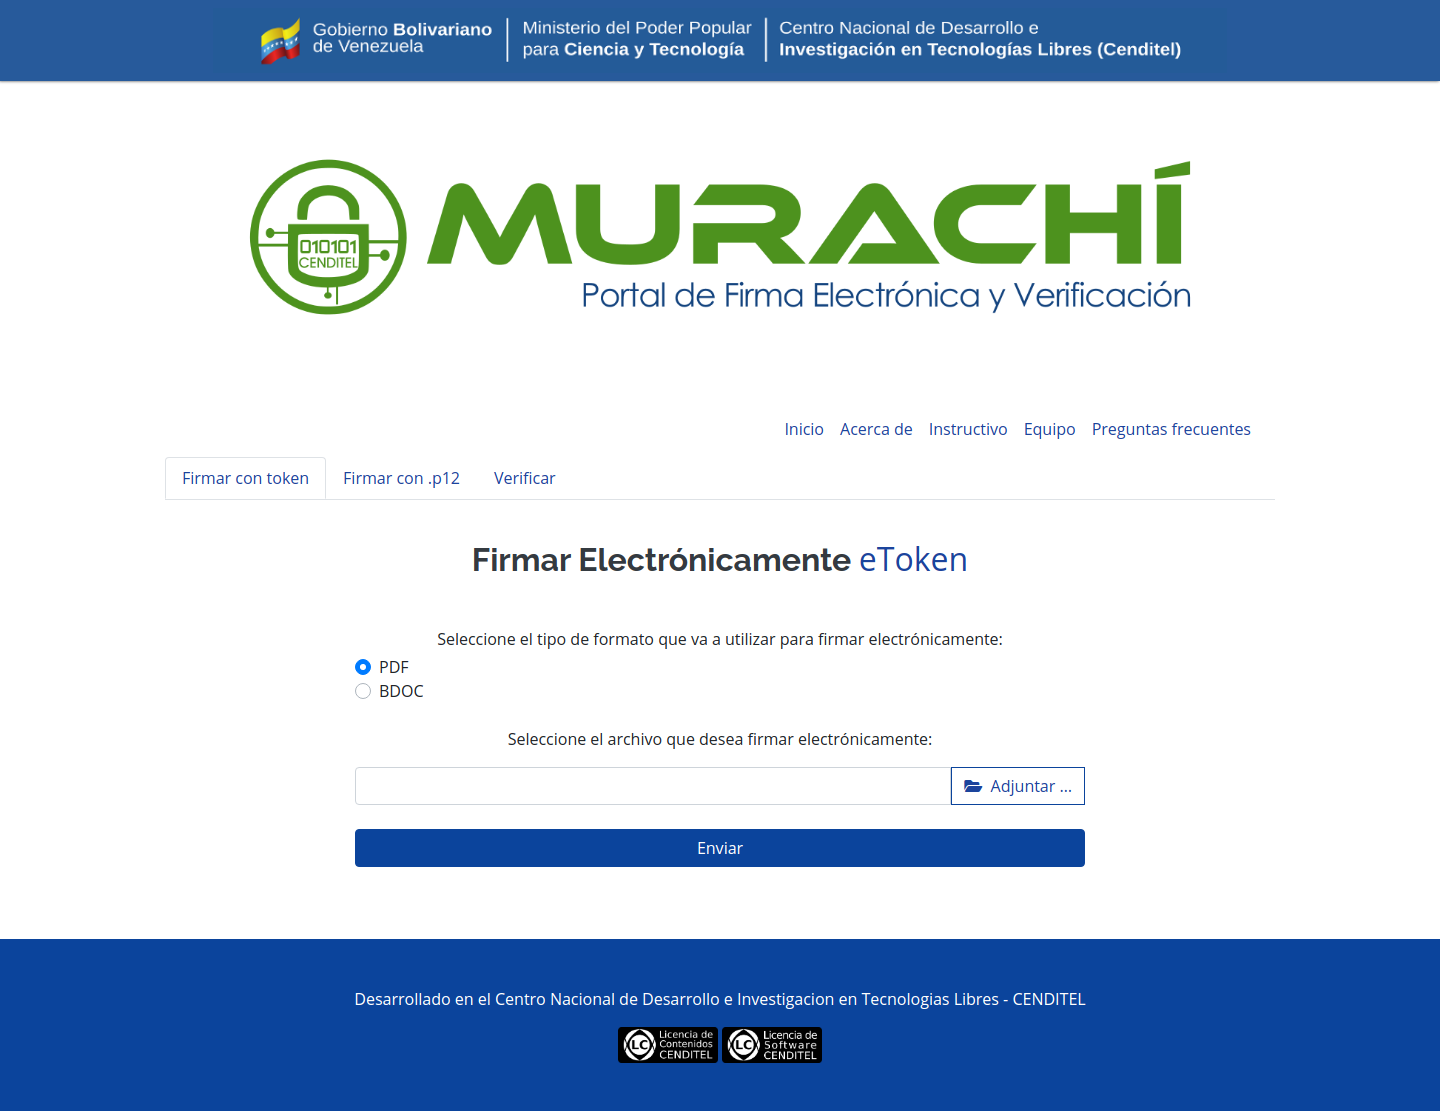 Gobierno Bolivariano
de Venezuela
Ministerio del Poder Popular
para Ciencia y Tecnología
Centro Nacional de Desarrollo e
Investigación en Tecnologías Libres (Cenditel)
010101
CENDITEL
MURACHÍ
Portal de Firma Electrónica y Verificación
Inicio Acerca de Instructivo Equipo Preguntas frecuentes
Firmar con token Firmar con .p12 Verificar
Firmar Electrónicamente eToken
Seleccione el tipo de formato que va a utilizar para firmar electrónicamente:
PDF
BDOC
Seleccione el archivo que desea firmar electrónicamente:
Adjuntar ...
Enviar
Desarrollado en el Centro Nacional de Desarrollo e Investigacion en Tecnologias Libres - CENDITEL
LC
Licencia de
Contenidos
CENDITEL
LC
Licencia de
Software
CENDITEL